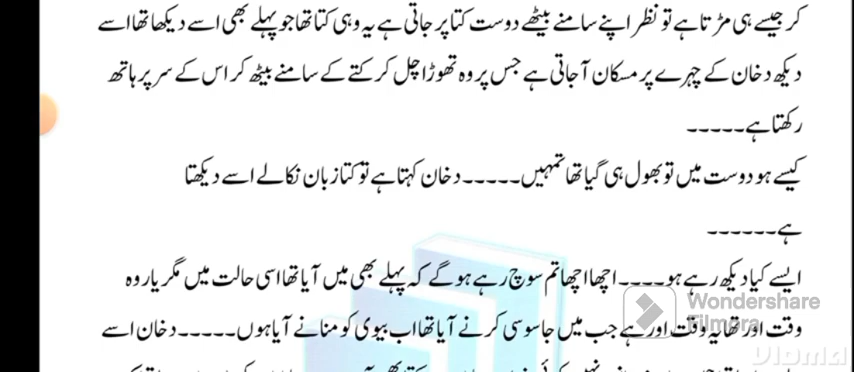 کر جیسے ہی مڑتا ہے تو نظر اپنے سامنے بیٹھے دوست کتا پر جاتی ہے یہ وہی کتا تھا جو پہلے بھی اسے دیکھا تھا اسے
دیکھ دخان کے چہرے پر مسکان آ جاتی ہے جس پر وہ تھوڑا چل کر کتے کے سامنے بیٹھ کر اس کے سر پر ہاتھ
رکھتا ہے۔۔۔۔۔
کیسے ہو دوست میں تو بھول ہی گیا تھا تمہیں۔۔۔۔۔ دخان کہتا ہے تو کتا زبان نکالے اسے دیکھتا
ہے۔۔۔۔۔۔
ایسے کیا دیکھ رہے ہو۔۔۔۔ اچھا اچھا تم سوچ رہے ہو گے کہ پہلے بھی میں آیا تھا اسی حالت میں مگر یار وہ
وقت اور تھا یہ وقت اور ہے جب میں جاسوسی کرنے آیا تھا اب بیوی کو منانے آیا ہوں۔۔۔۔۔ دخان اسے
Wondershare
Filmora